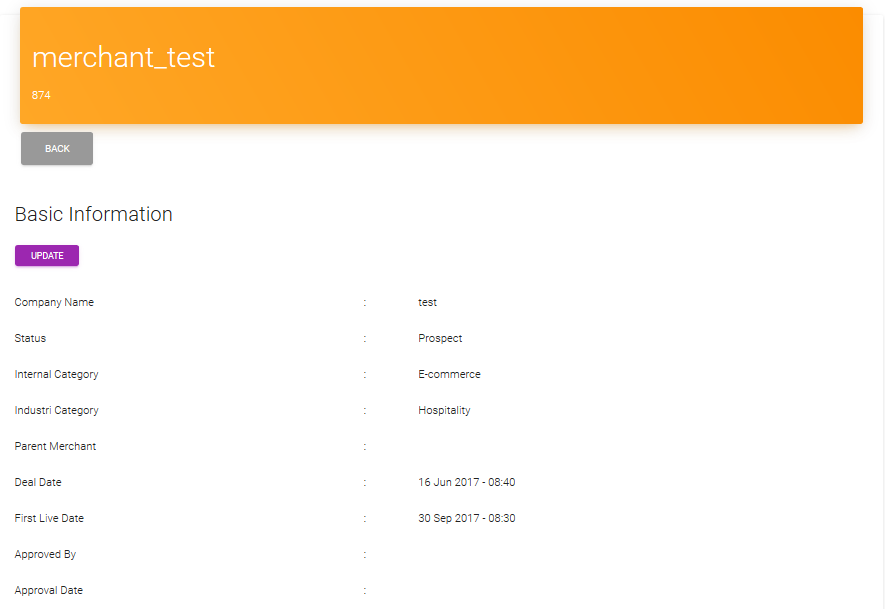 merchant_test
874
BACK
Basic Information
UPDATE
Company Name : test
Status : Prospect
Internal Category : E-commerce
Industri Category : Hospitality
Parent Merchant :
Deal Date : 16 Jun 2017 - 08:40
First Live Date : 30 Sep 2017 - 08:30
Approved By :
Approval Date :